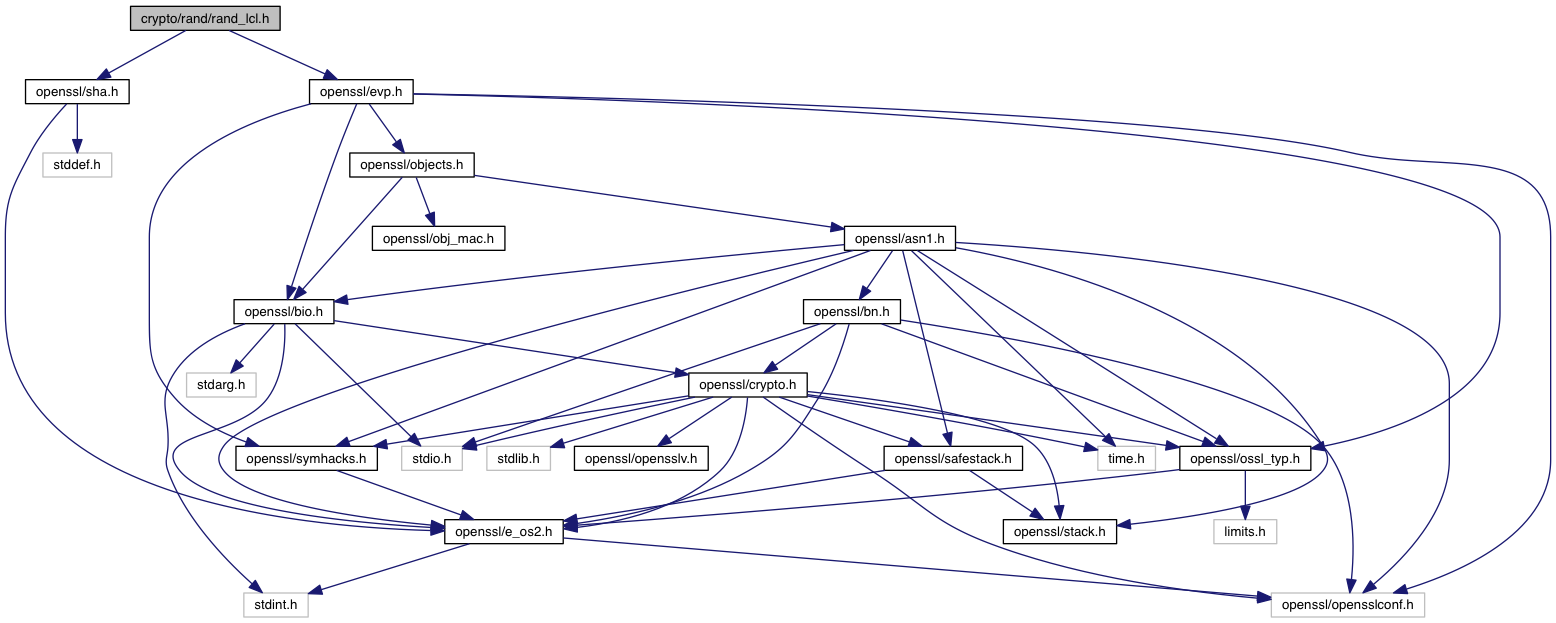 crypto/rand/rand_lcl.h
openssl/sha.h
openssl/evp.h
stddef.h
openssl/objects.h
openssl/obj_mac.h
openssl/asn1.h
openssl/bio.h
openssl/bn.h
stdarg.h
openssl/crypto.h
openssl/symhacks.h
stdio.h
stdlib.h
openssl/opensslv.h
openssl/safestack.h
time.h
openssl/ossl_typ.h
openssl/e_os2.h
openssl/stack.h
limits.h
stdint.h
openssl/opensslconf.h